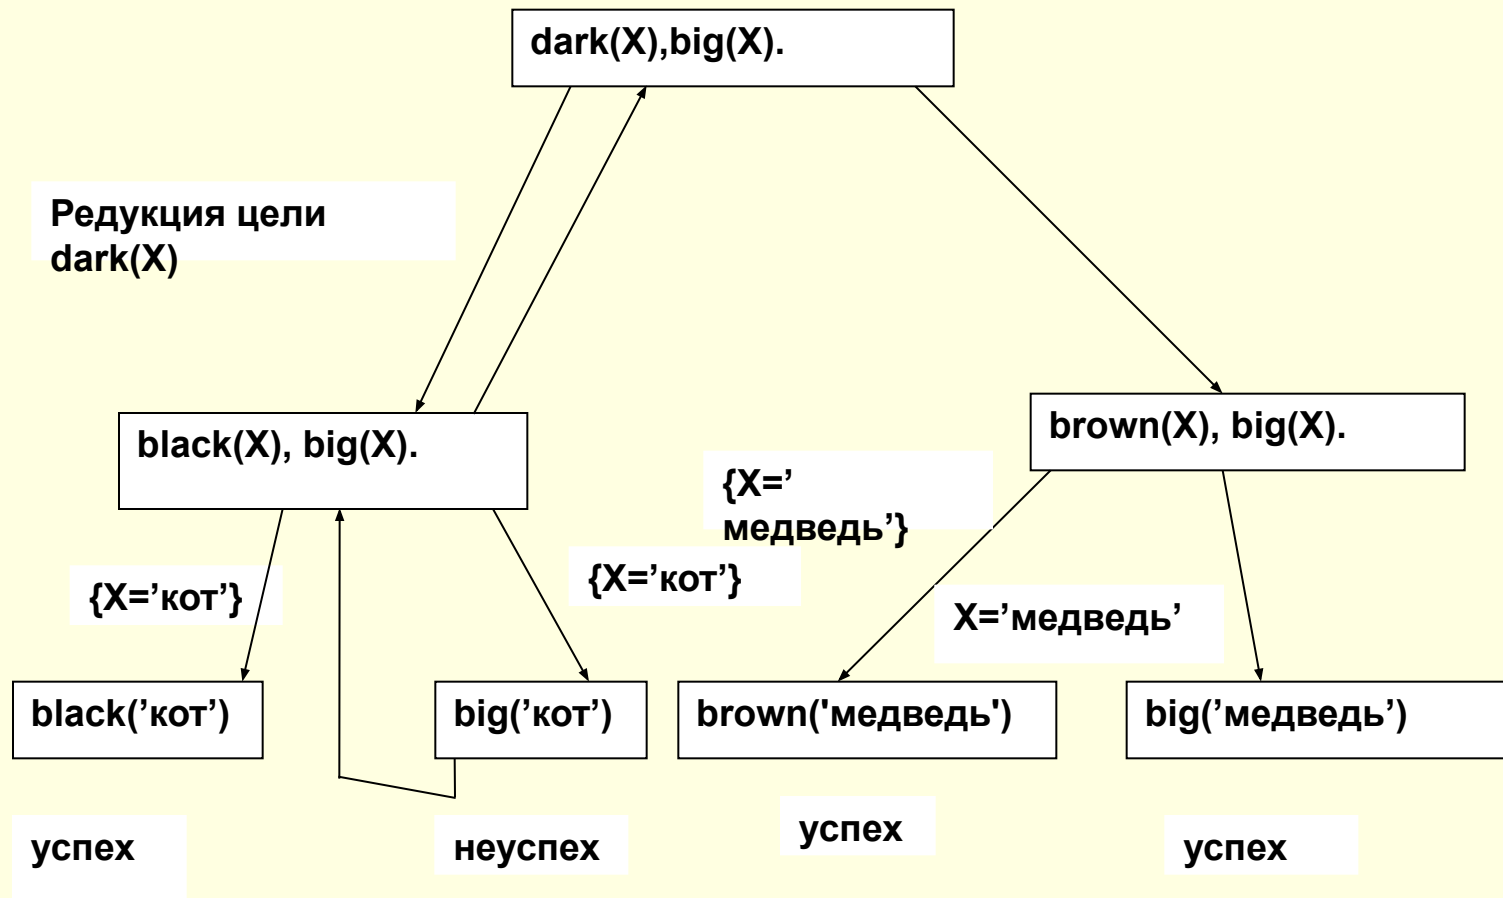 dark(X),big(X).
Редукция цели
dark(X)
black(X), big(X).
brown(X), big(X).
{X=’
медведь’}
{X=’кот’}
{X=’кот’}
X=’медведь’
black(’кот’)
big(’кот’)
brown('медведь')
big(’медведь’)
успех
неуспех
успех
успех